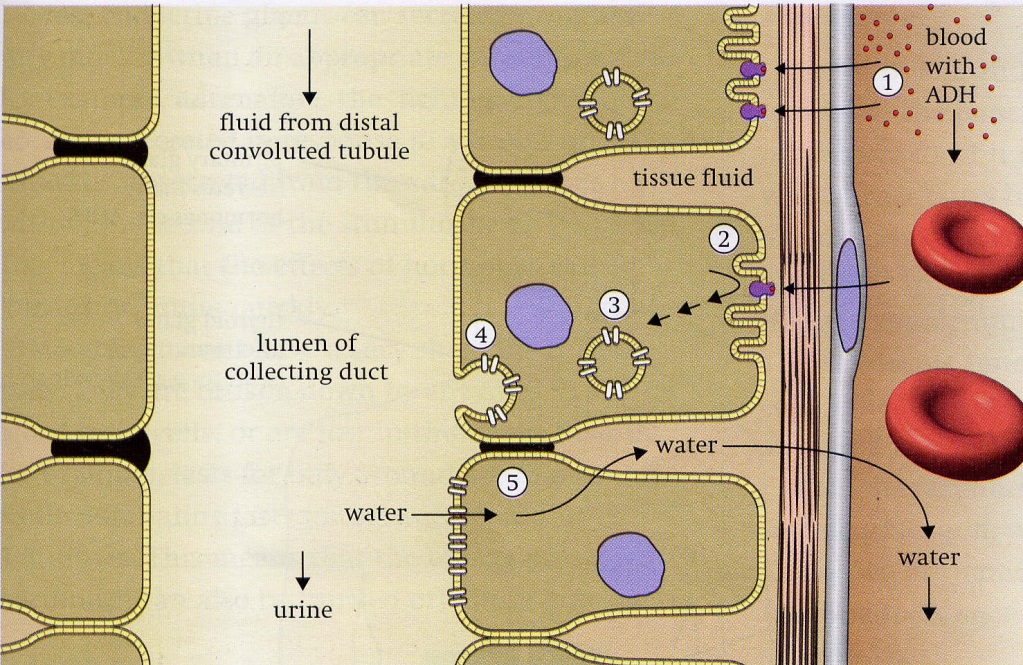 blood
with
ADH
1
fluid from distal
convoluted tubule
tissue fluid
2
3
4
lumen of
collecting duct
water
5
water
water
urine